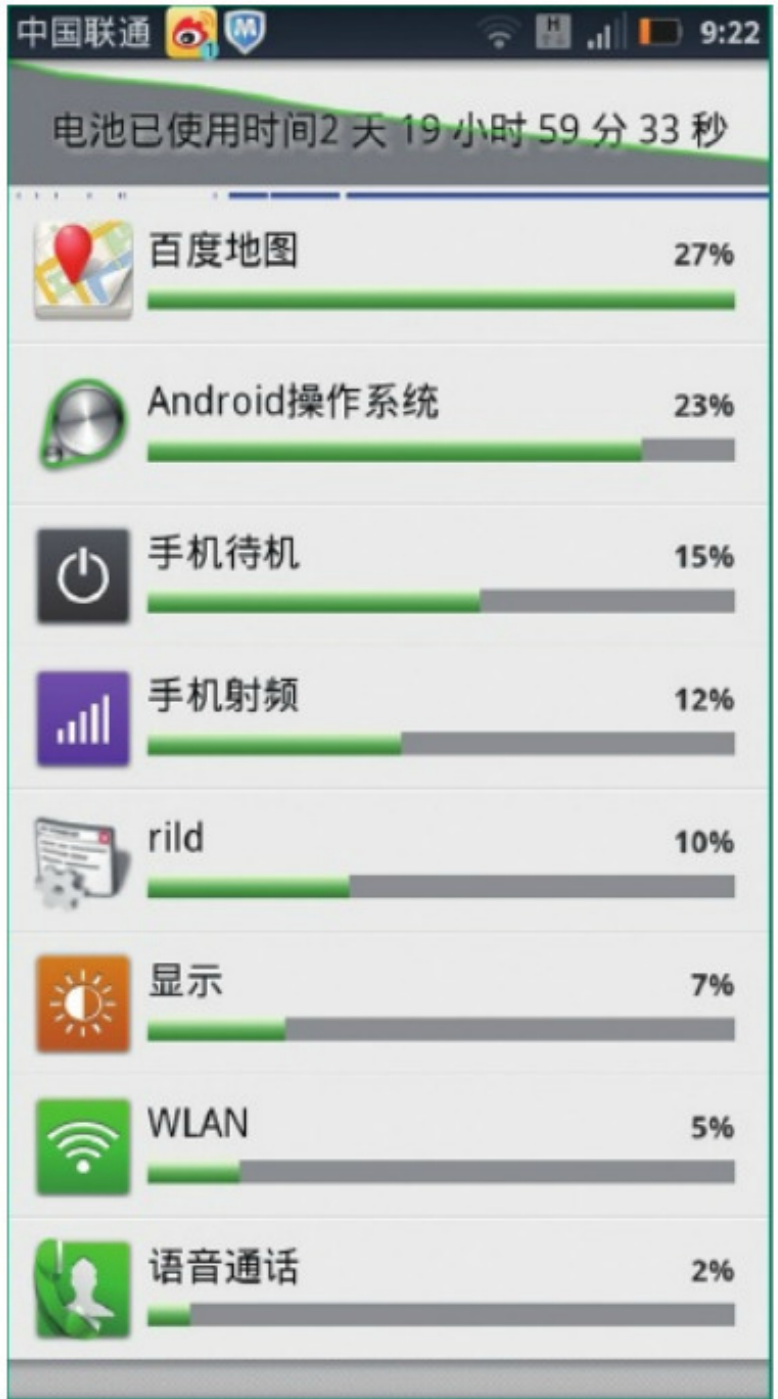 中国联通 1 M H 9:22
电池已使用时间2 天 19 小时 59 分 33 秒
百度地图 27%
Android操作系统 23%
手机待机 15%
手机射频 12%
rild 10%
显示 7%
WLAN 5%
语音通话 2%